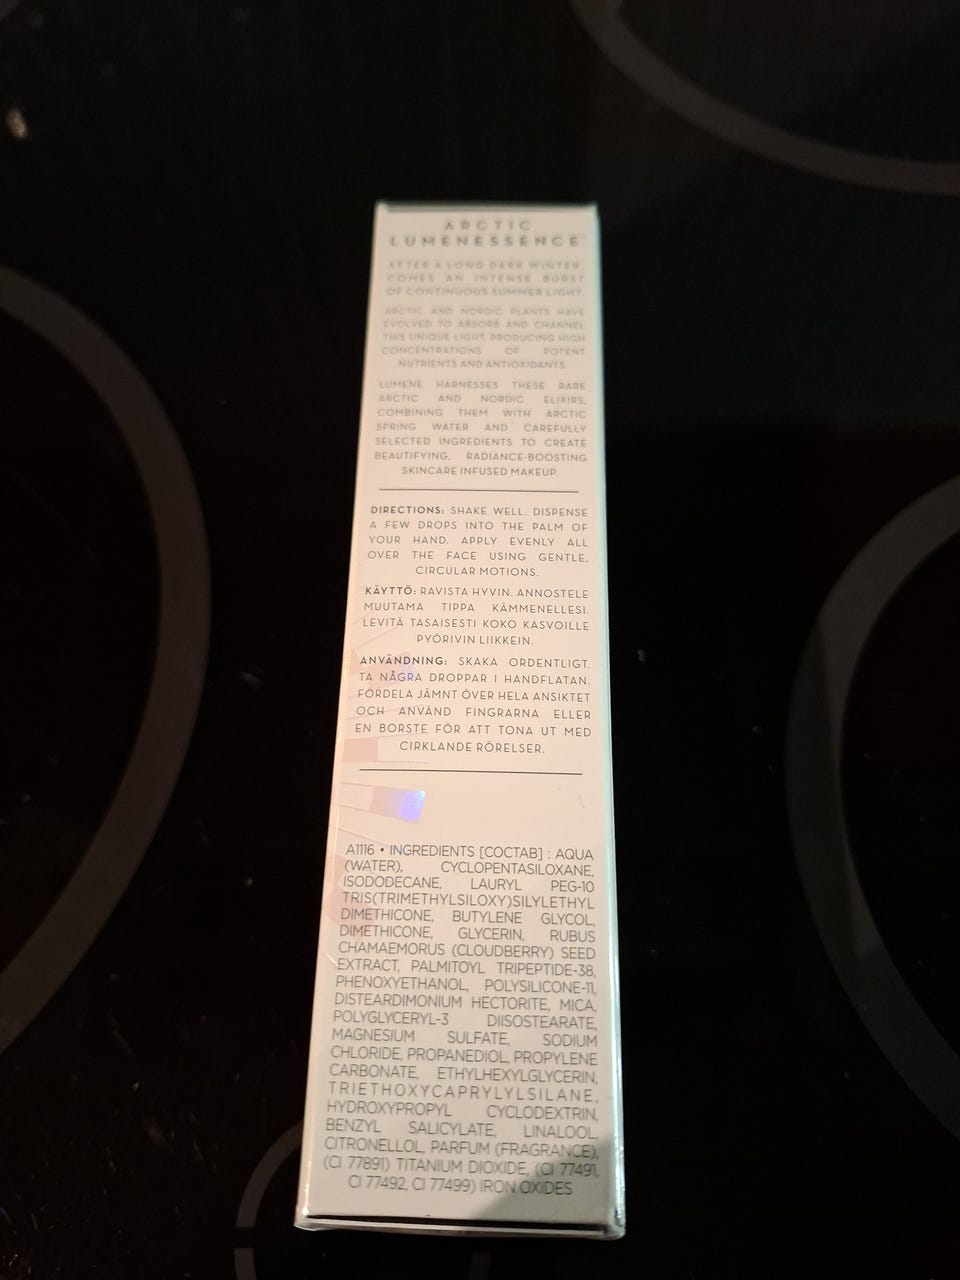 ARCTIC
LUMENESSENCE
AFTER A LONG DARK WINTER,
COMES AN INTENSE BURST
OF CONTINUOUS SUMMER LIGHT.
ARCTIC AND NORDIC PLANTS HAVE
EVOLVED TO ABSORB AND CHANNEL
THIS UNIQUE LIGHT, PRODUCING HIGH
CONCENTRATIONS OF POTENT
NUTRIENTS AND ANTIOXIDANTS.
LUMENE HARNESSES THESE RARE
ARCTIC AND NORDIC ELIXIRS,
COMBINING THEM WITH ARCTIC
SPRING WATER AND CAREFULLY
SELECTED INGREDIENTS TO CREATE
BEAUTIFYING, RADIANCE-BOOSTING
SKINCARE INFUSED MAKEUP.
DIRECTIONS: SHAKE WELL. DISPENSE
A FEW DROPS INTO THE PALM OF
YOUR HAND. APPLY EVENLY ALL
OVER THE FACE USING GENTLE,
CIRCULAR MOTIONS.
KÄYTTÖ: RAVISTA HYVIN. ANNOSTELE
MUUTAMA TIPPA KÄMMENELLESI.
LEVITÄ TASAISESTI KOKO KASVOILLE
PYÖRIVIN LIIKKEIN.
ANVÄNDNING: SKAKA ORDENTLIGT.
TA NÅGRA DROPPAR I HANDFLATAN.
FÖRDELA JÄMNT ÖVER HELA ANSIKTET
OCH ANVÄND FINGRARNA ELLER
EN BORSTE FÖR ATT TONA UT MED
CIRKLANDE RÖRELSER.
A1116 • INGREDIENTS [COCTAB] : AQUA
(WATER), CYCLOPENTASILOXANE,
ISODODECANE, LAURYL PEG-10
TRIS(TRIMETHYLSILOXY)SILYLETHYL
DIMETHICONE, BUTYLENE GLYCOL,
DIMETHICONE, GLYCERIN, RUBUS
CHAMAEMORUS (CLOUDBERRY) SEED
EXTRACT, PALMITOYL TRIPEPTIDE-38,
PHENOXYETHANOL, POLYSILICONE-11,
DISTEARDIMONIUM HECTORITE, MICA,
POLYGLYCERYL-3 DIISOSTEARATE,
MAGNESIUM SULFATE, SODIUM
CHLORIDE, PROPANEDIOL, PROPYLENE
CARBONATE, ETHYLHEXYLGLYCERIN,
TRIETHOXYCAPRYLYLSILANE,
HYDROXYPROPYL CYCLODEXTRIN,
BENZYL SALICYLATE, LINALOOL,
CITRONELLOL, PARFUM (FRAGRANCE),
(CI 77891) TITANIUM DIOXIDE, (CI 77491,
CI 77492, CI 77499) IRON OXIDES